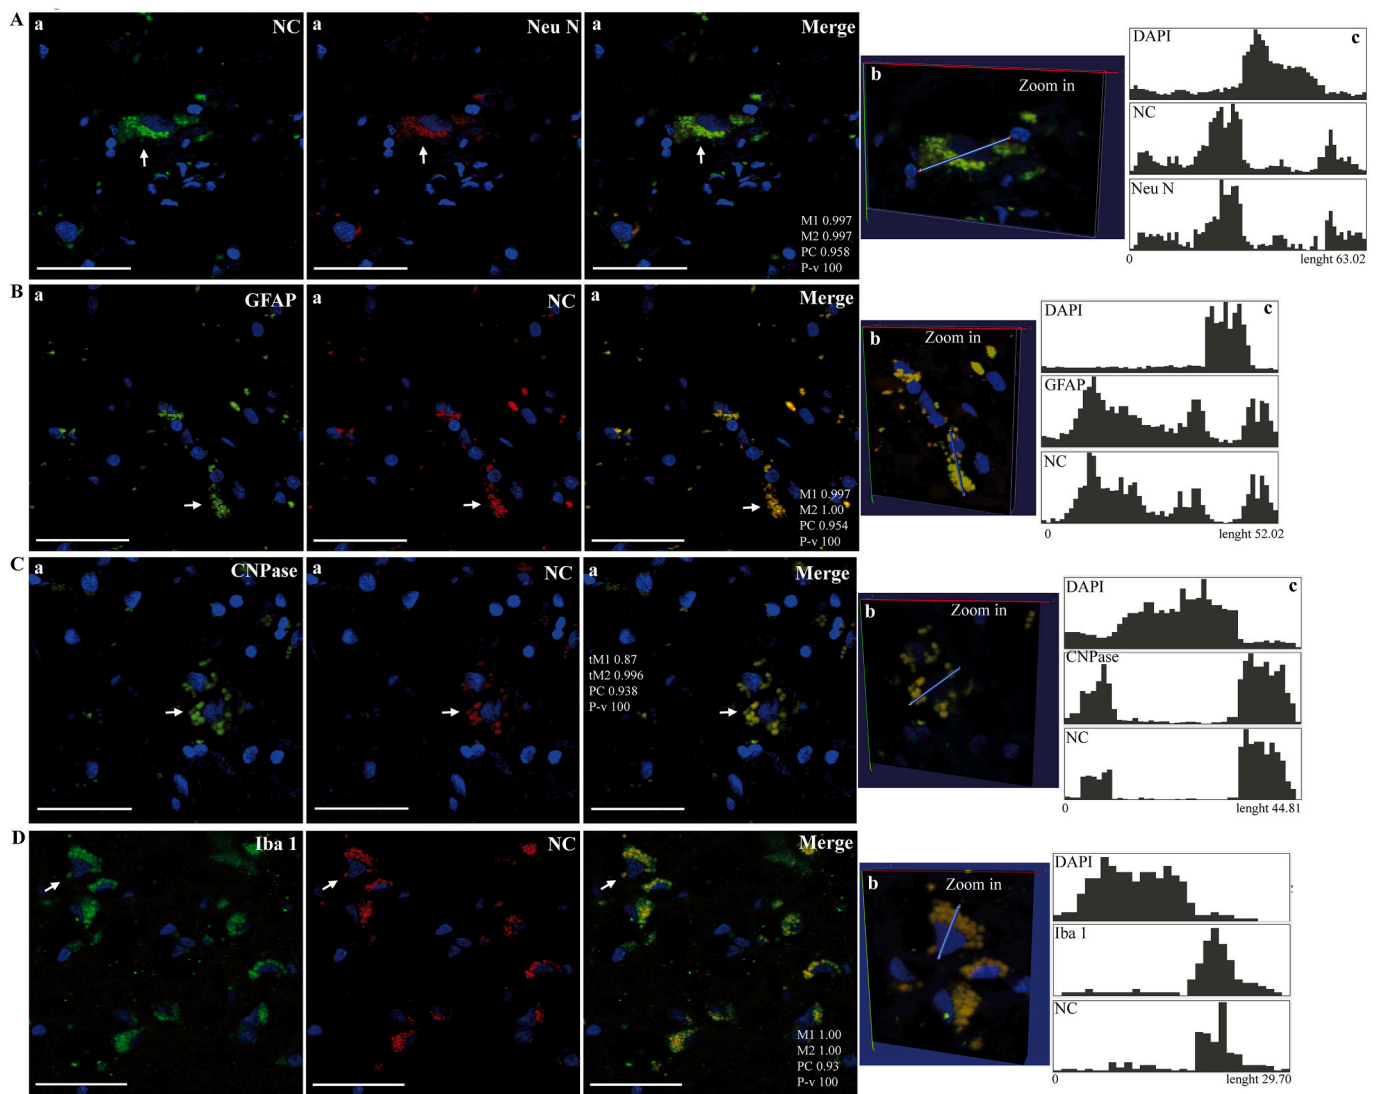 A
a NC
a Neu N
a Merge
M1 0.997
M2 0.997
PC 0.958
P-v 100
b
Zoom in
DAPI c
NC
Neu N
0 lenght 63.02
B
a GFAP
a NC
a Merge
M1 0.997
M2 1.00
PC 0.954
P-v 100
b Zoom in
DAPI c
GFAP
NC
0 lenght 52.02
C
a CNPase
a NC
a Merge
tM1 0.87
tM2 0.996
PC 0.938
P-v 100
b Zoom in
DAPI c
CNPase
NC
0 lenght 44.81
D
Iba 1
NC
Merge
M1 1.00
M2 1.00
PC 0.93
P-v 100
b Zoom in
DAPI
Iba 1
NC
0 lenght 29.70